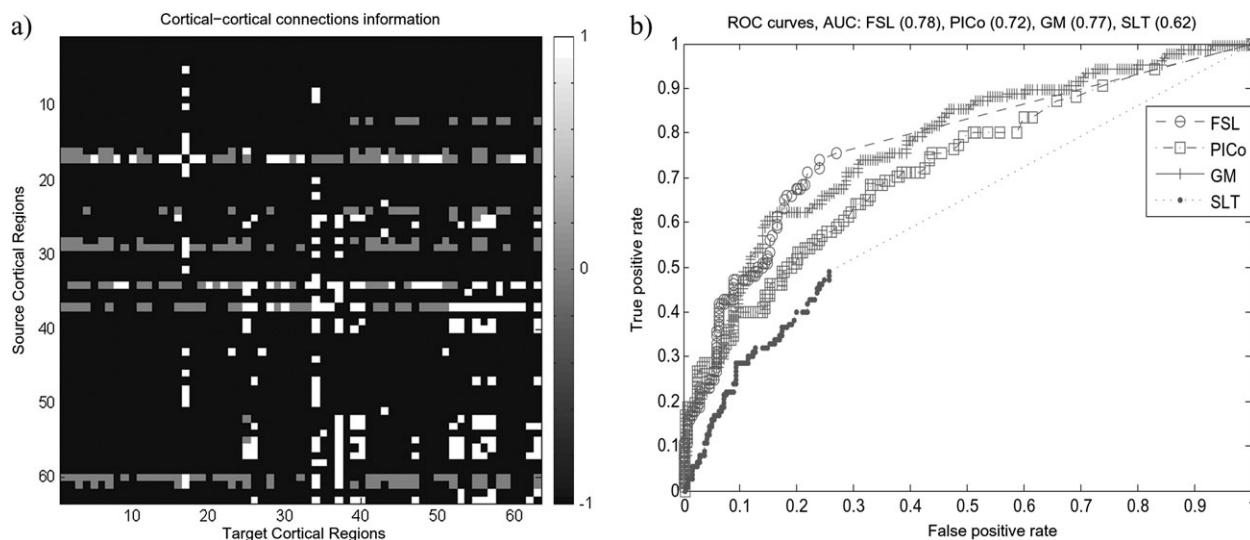 a)
Cortical−cortical connections information
Source Cortical Regions
10
20
30
40
50
60
10 20 30 40 50 60
Target Cortical Regions
1
0
-1
b)
ROC curves, AUC: FSL (0.78), PICo (0.72), GM (0.77), SLT (0.62)
True positive rate
1
0.9
0.8
0.7
0.6
0.5
0.4
0.3
0.2
0.1
0
0 0.1 0.2 0.3 0.4 0.5 0.6 0.7 0.8 0.9
False positive rate
FSL
PICo
GM
SLT